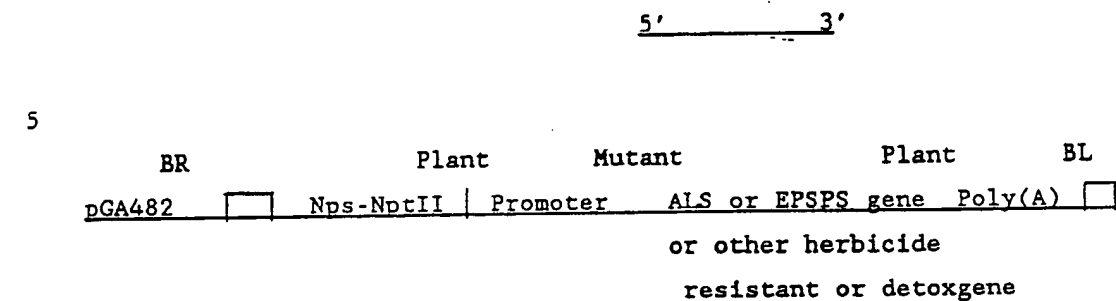 5' 3'
5
BR Plant Mutant Plant BL
pGA482 Nps-NptII Promoter ALS or EPSPS gene Poly(A)
or other herbicide
resistant or detoxgene